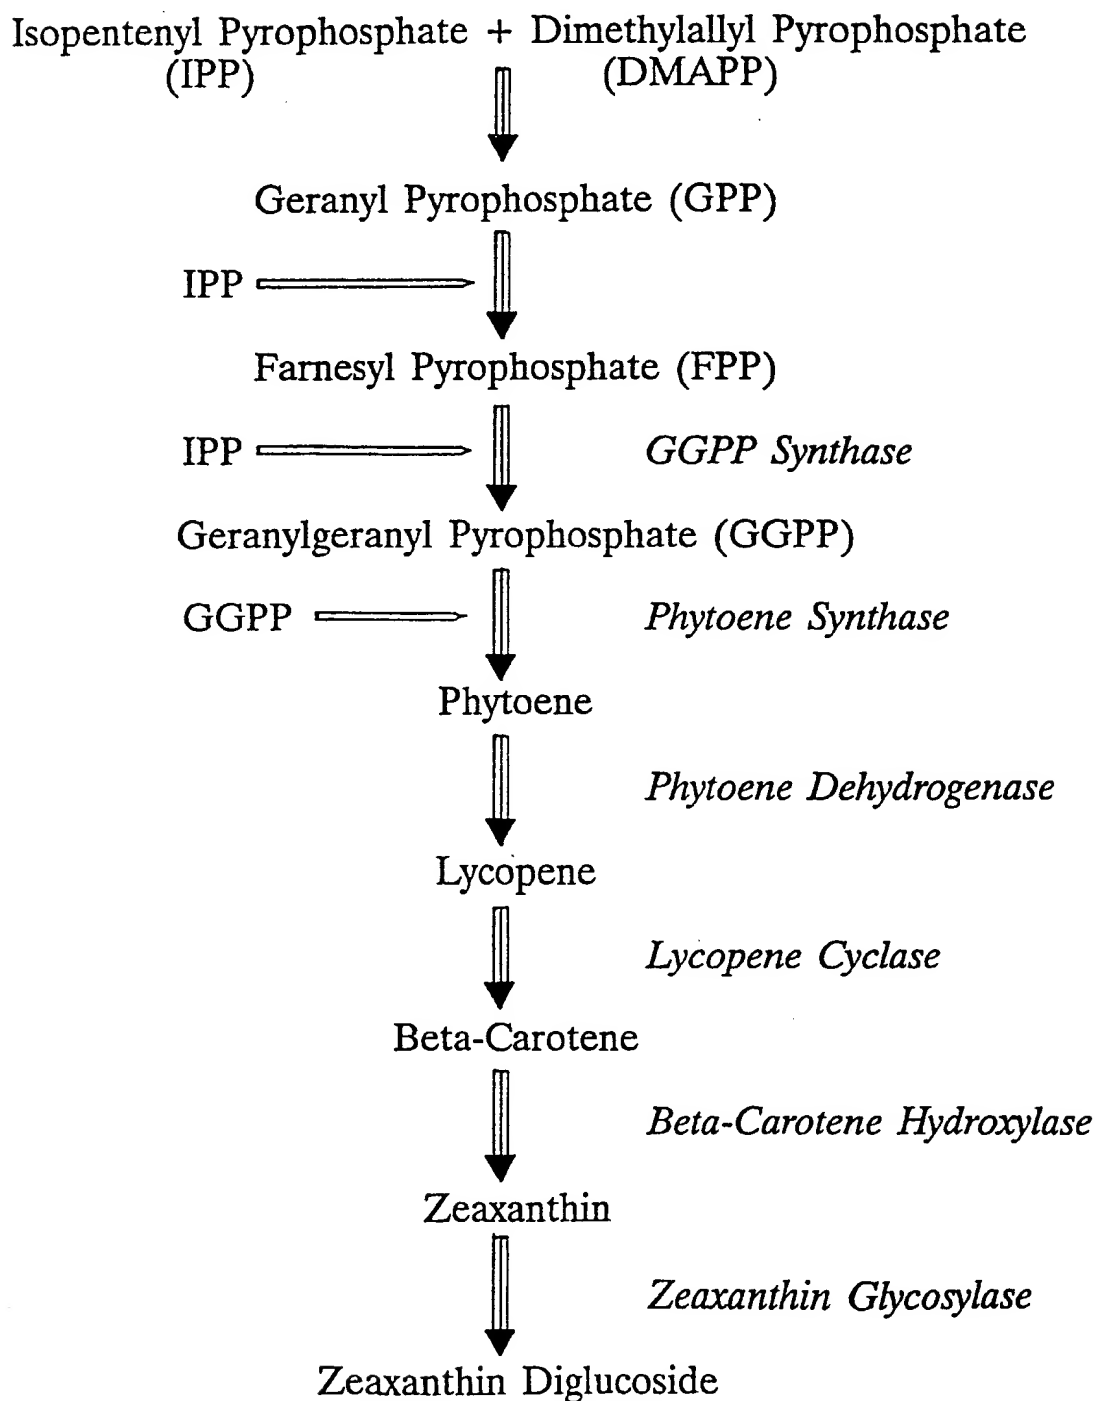 Isopentenyl Pyrophosphate + Dimethylallyl Pyrophosphate
(IPP) (DMAPP)
Geranyl Pyrophosphate (GPP)
IPP
Farnesyl Pyrophosphate (FPP)
IPP GGPP Synthase
Geranylgeranyl Pyrophosphate (GGPP)
GGPP Phytoene Synthase
Phytoene
Phytoene Dehydrogenase
Lycopene
Lycopene Cyclase
Beta-Carotene
Beta-Carotene Hydroxylase
Zeaxanthin
Zeaxanthin Glycosylase
Zeaxanthin Diglucoside